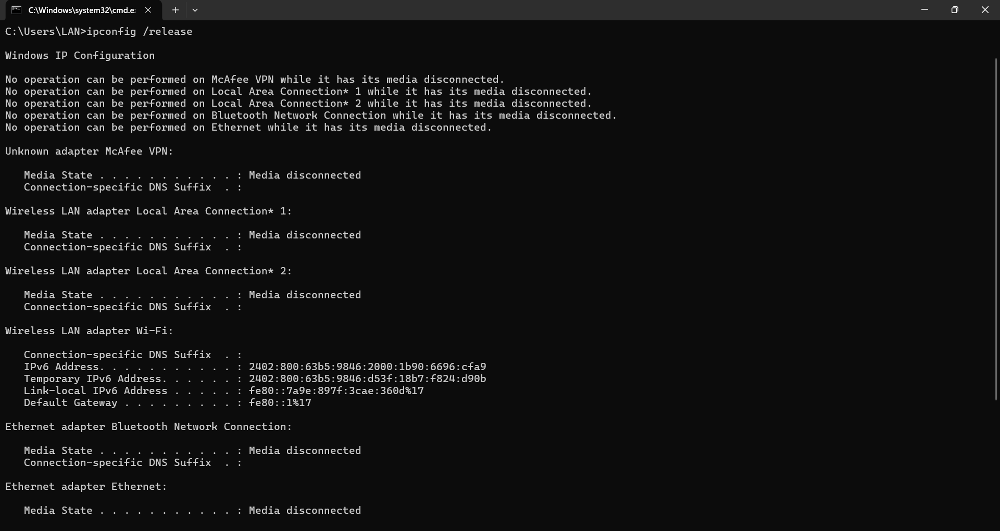 C:\Windows\system32\cmd.e
C:\Users\LAN>ipconfig /release
Windows IP Configuration
No operation can be performed on McAfee VPN while it has its media disconnected.
No operation can be performed on Local Area Connection* 1 while it has its media disconnected.
No operation can be performed on Local Area Connection* 2 while it has its media disconnected.
No operation can be performed on Bluetooth Network Connection while it has its media disconnected.
No operation can be performed on Ethernet while it has its media disconnected.
Unknown adapter McAfee VPN:
Media State . . . . . . . . . . . : Media disconnected
Connection-specific DNS Suffix  . :
Wireless LAN adapter Local Area Connection* 1:
Media State . . . . . . . . . . . : Media disconnected
Connection-specific DNS Suffix  . :
Wireless LAN adapter Local Area Connection* 2:
Media State . . . . . . . . . . . : Media disconnected
Connection-specific DNS Suffix  . :
Wireless LAN adapter Wi-Fi:
Connection-specific DNS Suffix  . :
IPv6 Address. . . . . . . . . . . : 2402:800:63b5:9846:2000:1b90:6696:cfa9
Temporary IPv6 Address. . . . . . : 2402:800:63b5:9846:d53f:18b7:f824:d90b
Link-local IPv6 Address . . . . . : fe80::7a9e:897f:3cae:360d%17
Default Gateway . . . . . . . . . : fe80::1%17
Ethernet adapter Bluetooth Network Connection:
Media State . . . . . . . . . . . : Media disconnected
Connection-specific DNS Suffix  . :
Ethernet adapter Ethernet:
Media State . . . . . . . . . . . : Media disconnected